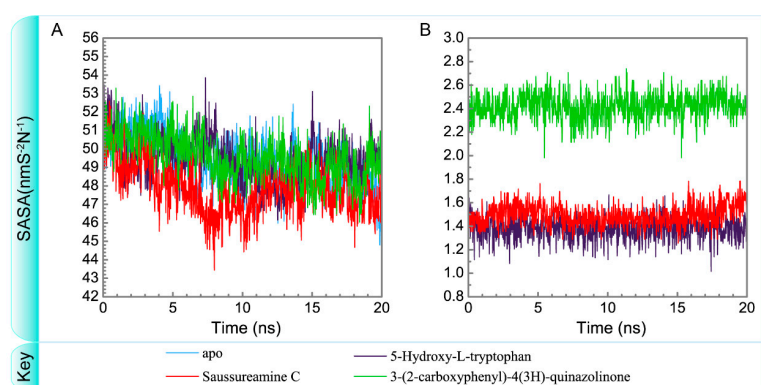 A
B
SASA(nmS⁻²N⁻¹)
56
55
54
53
52
51
50
49
48
47
46
45
44
43
42
0 5 10 15 20
Time (ns)
3.0
2.8
2.6
2.4
2.2
2.0
1.8
1.6
1.4
1.2
1.0
0.8
0 5 10 15 20
Time (ns)
Key
apo
5-Hydroxy-L-tryptophan
Saussureamine C
3-(2-carboxyphenyl)-4(3H)-quinazolinone